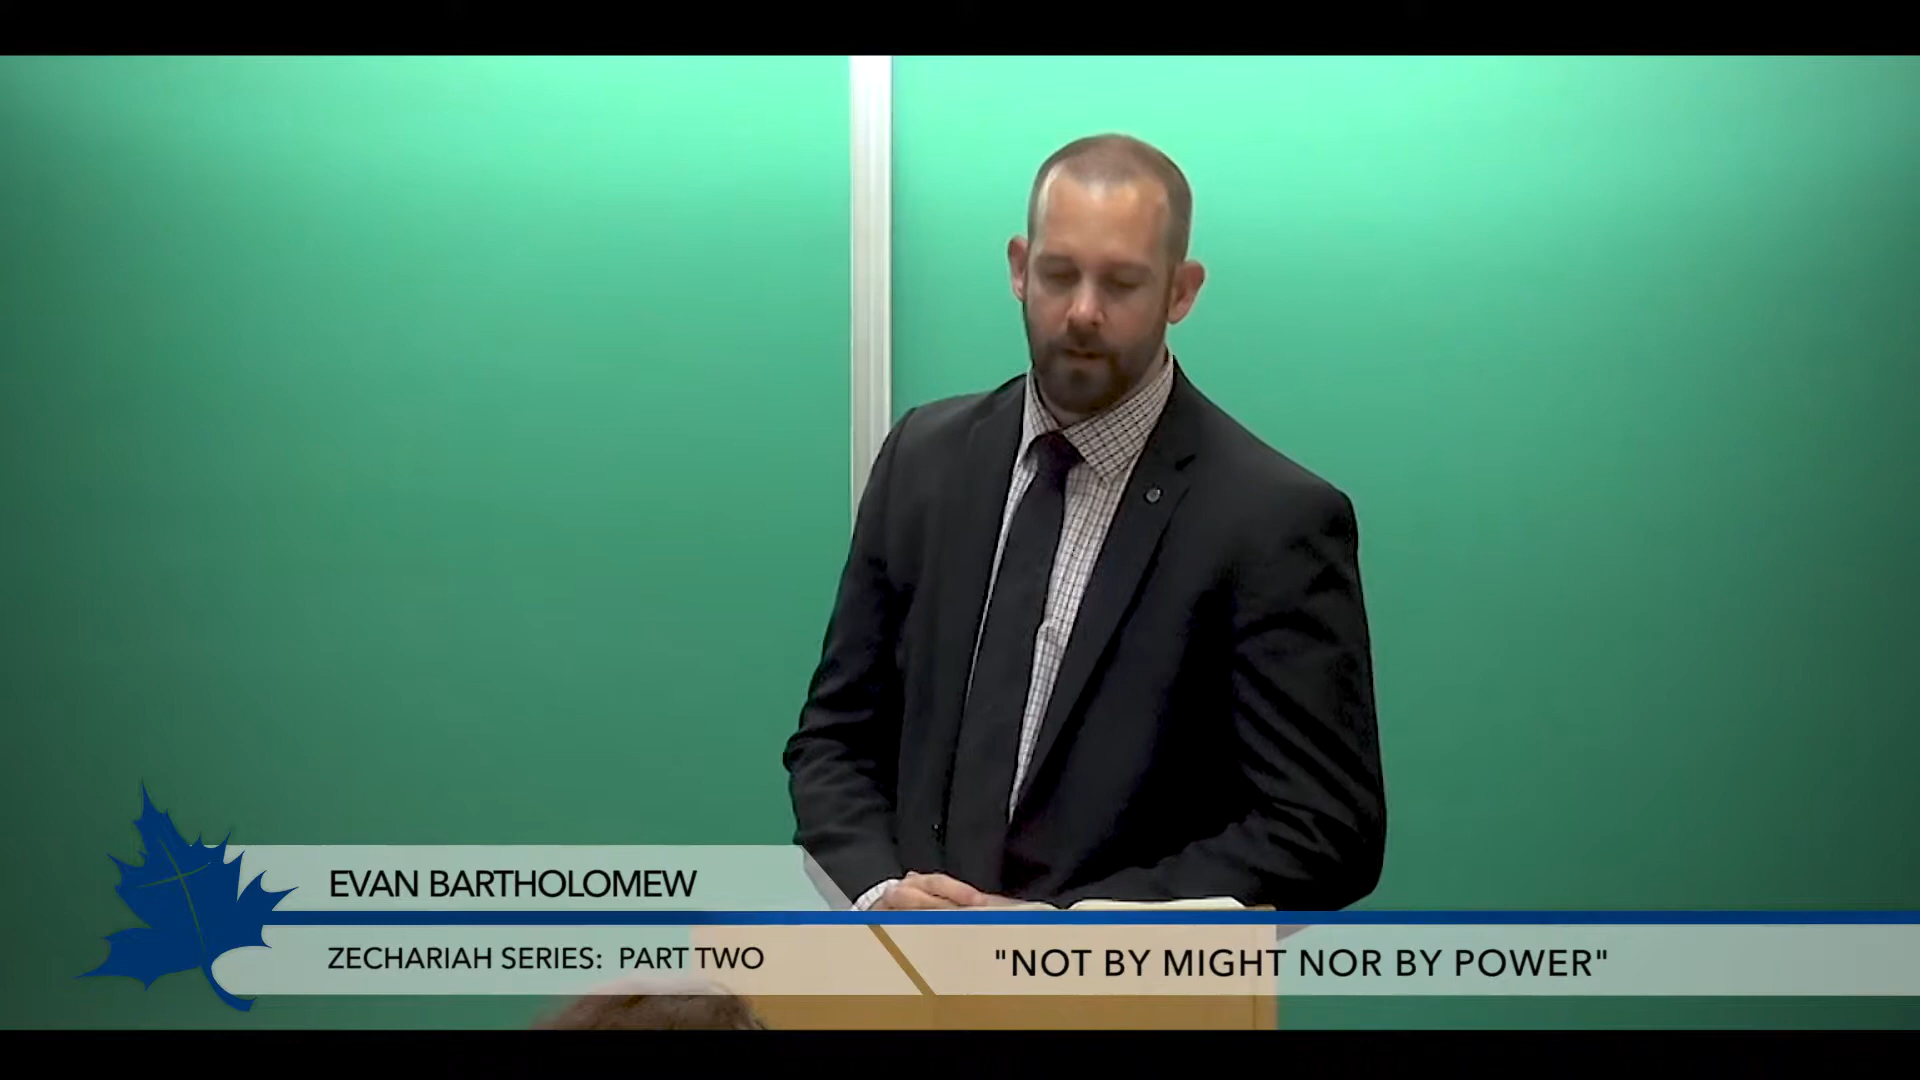 EVAN BARTHOLOMEW
ZECHARIAH SERIES: PART TWO
"NOT BY MIGHT NOR BY POWER"